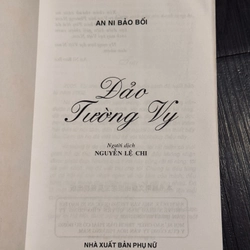 AN NI BẢO BỐI
Đảo
Tường Vy
Người dịch
NGUYỄN LỆ CHI
NHÀ XUẤT BẢN PHỤ NỮ